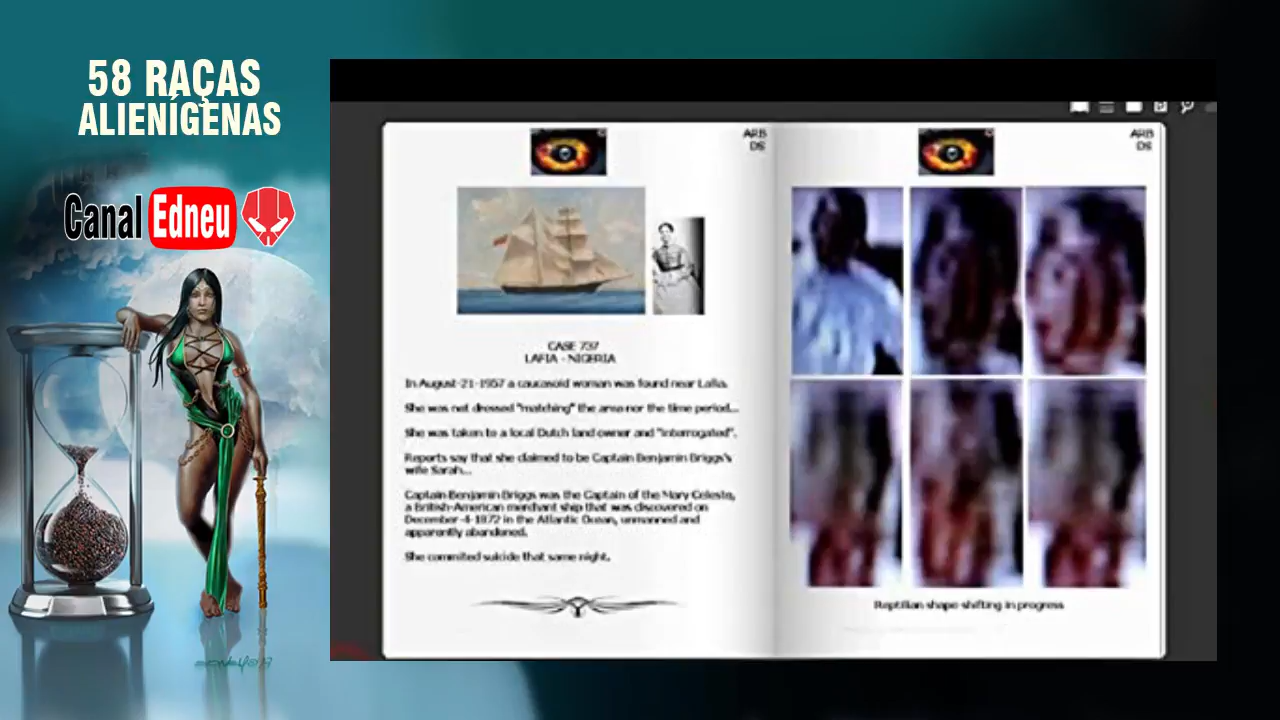 58 RAÇAS
ALIENÍGENAS
Canal Edneu
ARB
DS
CASE 737
LAFIA - NIGERIA
In August-21-1957 a caucasoid woman was found near Lafia.
She was not dressed "matching" the area nor the time period...
She was taken to a local Dutch land owner and "interrogated".
Reports say that she claimed to be Captain Benjamin Briggs's
wife Sarah...
Captain Benjamin Briggs was the Captain of the Mary Celeste,
a British-American merchant ship that was discovered on
December-4-1872 in the Atlantic Ocean, unmanned and
apparently abandoned.
She commited suicide that same night.
ARB
DS
Reptilian shape shifting in progress